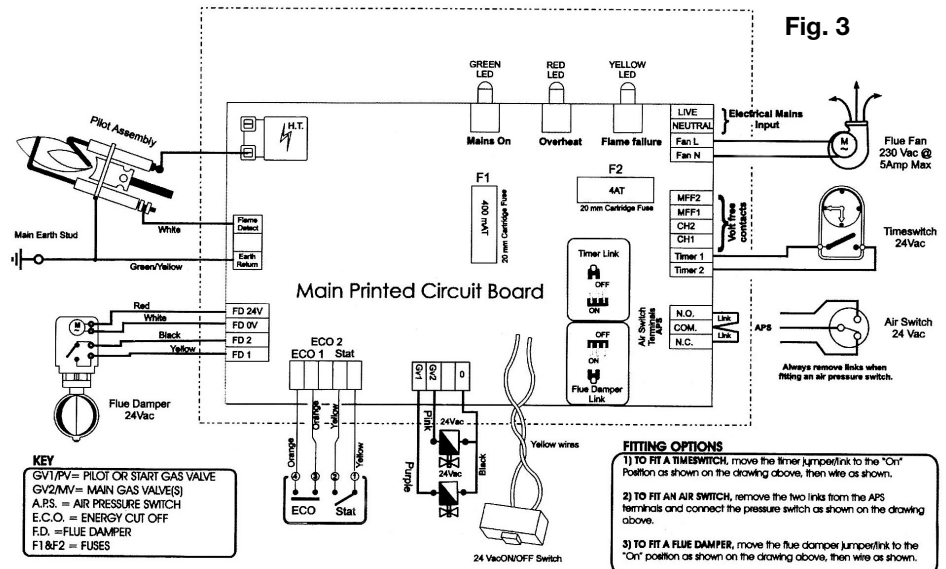 Fig. 3
GREEN
LED
RED
LED
YELLOW
LED
Mains On
Overheat
Flame failure
LIVE
NEUTRAL
Fan L
Fan N
Electrical Mains
Input
M
~
Flue Fan
230 Vac @
5Amp Max
Pilot Assembly
H.T.
F1
400 mAT
20 mm Cartridge Fuse
F2
4AT
20 mm Cartridge Fuse
MFF2
MFF1
CH2
CH1
Volt free
contacts
Timer 1
Timer 2
Timeswitch
24Vac
Flame
Detect
White
Main Earth Stud
Earth
Return
Green/Yellow
Timer Link
OFF
ON
Main Printed Circuit Board
Red
White
Black
Yellow
FD 24V
FD 0V
FD 2
FD 1
M
~
Flue Damper
24Vac
Air Switch
Terminals
APS
N.O.
COM.
N.C.
Link
Link
APS
Air Switch
24 Vac
Always remove links when
fitting an air pressure switch.
OFF
ON
Flue Damper
Link
ECO 2
ECO 1
Stat
Gv1
Gv2
0
Orange
Orange
Yellow
Yellow
4
3
2
1
ECO
Stat
Purple
Pink
24Vac
24Vac
Black
Yellow wires
24 VacON/OFF Switch
KEY
GV1/PV= PILOT OR START GAS VALVE
GV2/MV= MAIN GAS VALVE(S)
A.P.S. = AIR PRESSURE SWITCH
E.C.O. = ENERGY CUT OFF
F.D. =FLUE DAMPER
F1&F2 = FUSES
FITTING OPTIONS
1) TO FIT A TIMESWITCH, move the timer jumper/link to the "On"
Position as shown on the drawing above, then wire as shown.
2) TO FIT AN AIR SWITCH, remove the two links from the APS
terminals and connect the pressure switch as shown on the drawing
above.
3) TO FIT A FLUE DAMPER, move the flue damper jumper/link to the
"On" position as shown on the drawing above, then wire as shown.